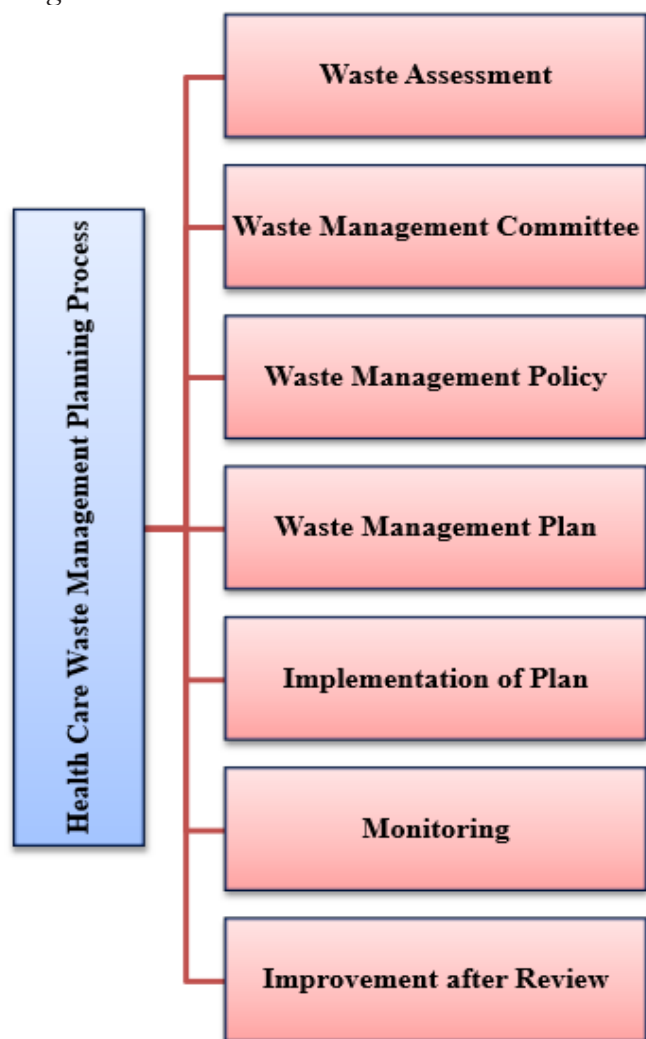 Waste Assessment
Waste Management Committee
Waste Management Policy
Health Care Waste Management Planning Process
Waste Management Plan
Implementation of Plan
Monitoring
Improvement after Review